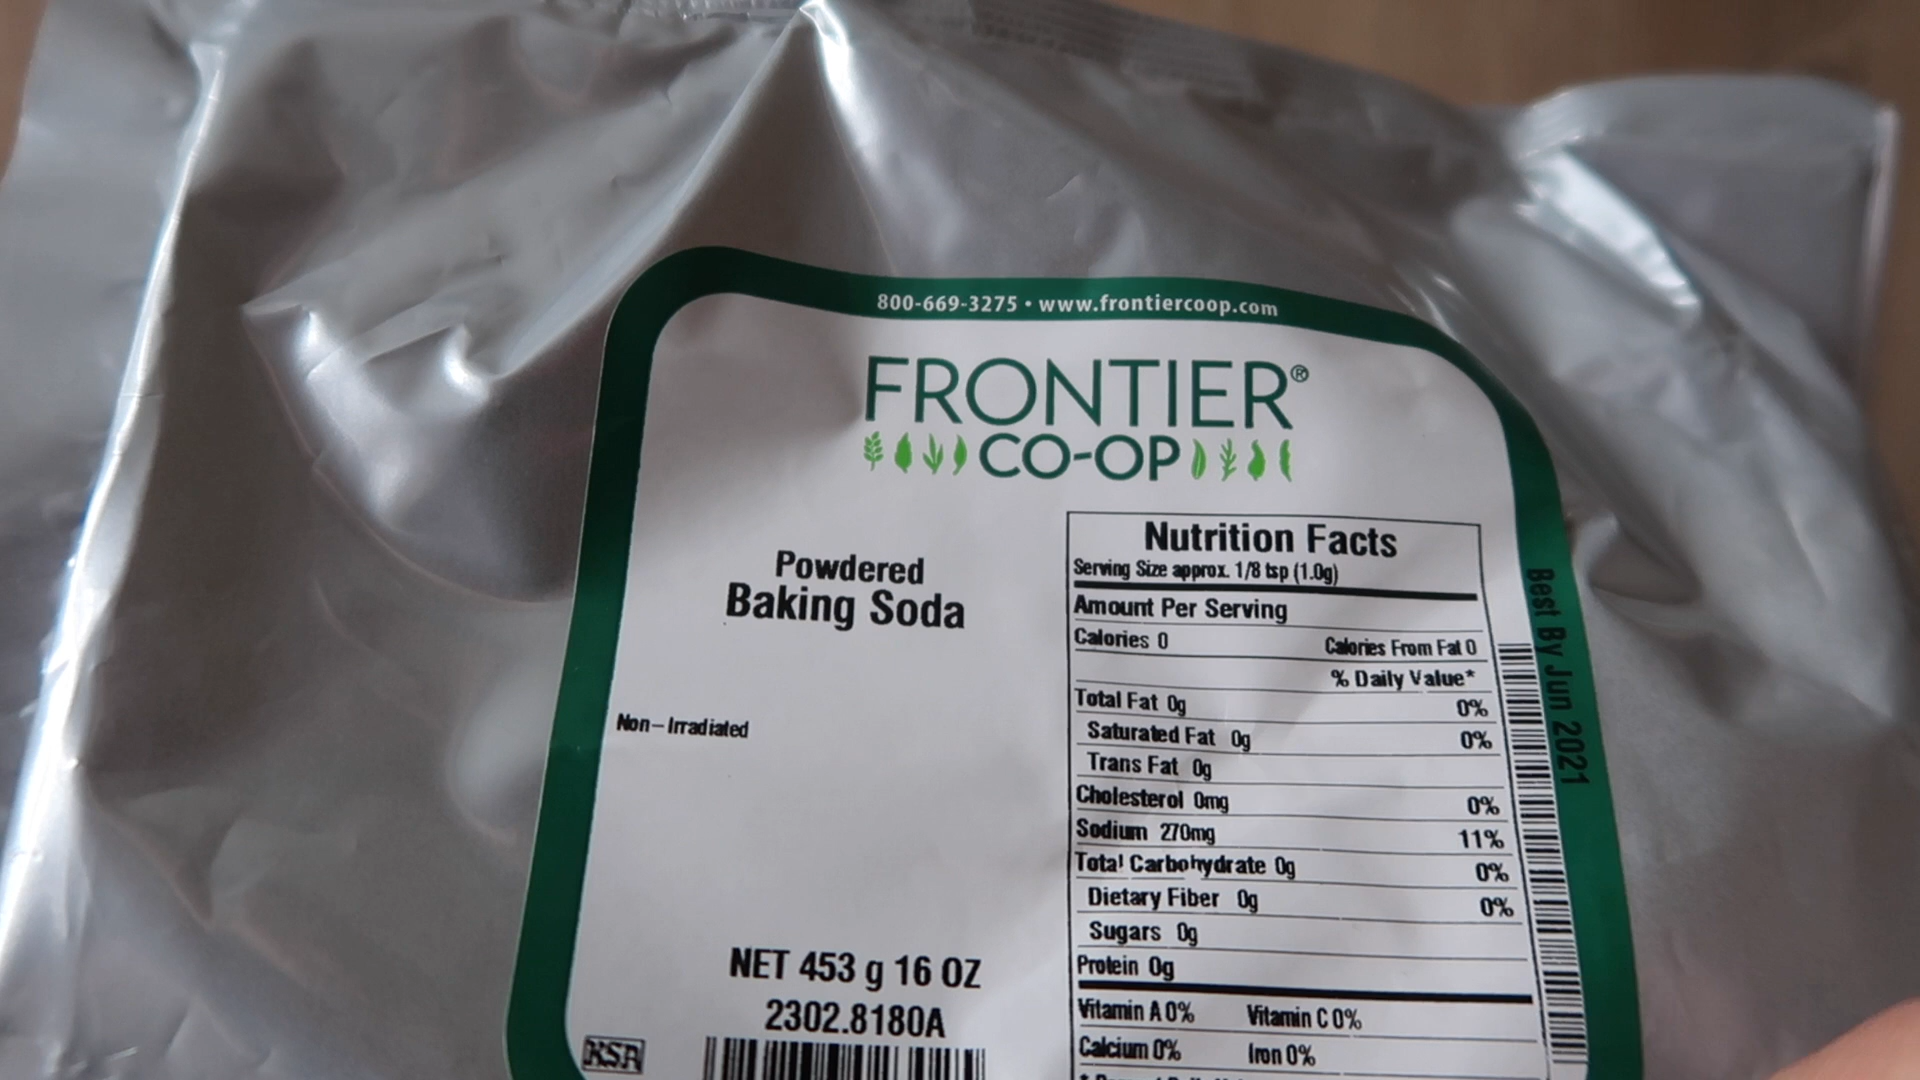 800-669-3275 • www.frontiercoop.com
FRONTIER®
CO-OP
Powdered
Baking Soda
Non-Irradiated
NET 453 g 16 OZ
2302.8180A
KSA
Nutrition Facts
Serving Size approx. 1/8 tsp (1.0g)
Amount Per Serving
Calories 0 Calories From Fat 0
% Daily Value*
Total Fat 0g 0%
Saturated Fat 0g 0%
Trans Fat 0g
Cholesterol 0mg 0%
Sodium 270mg 11%
Total Carbohydrate 0g 0%
Dietary Fiber 0g 0%
Sugars 0g
Protein 0g
Vitamin A 0% Vitamin C 0%
Calcium 0% Iron 0%
Best By Jun 2021